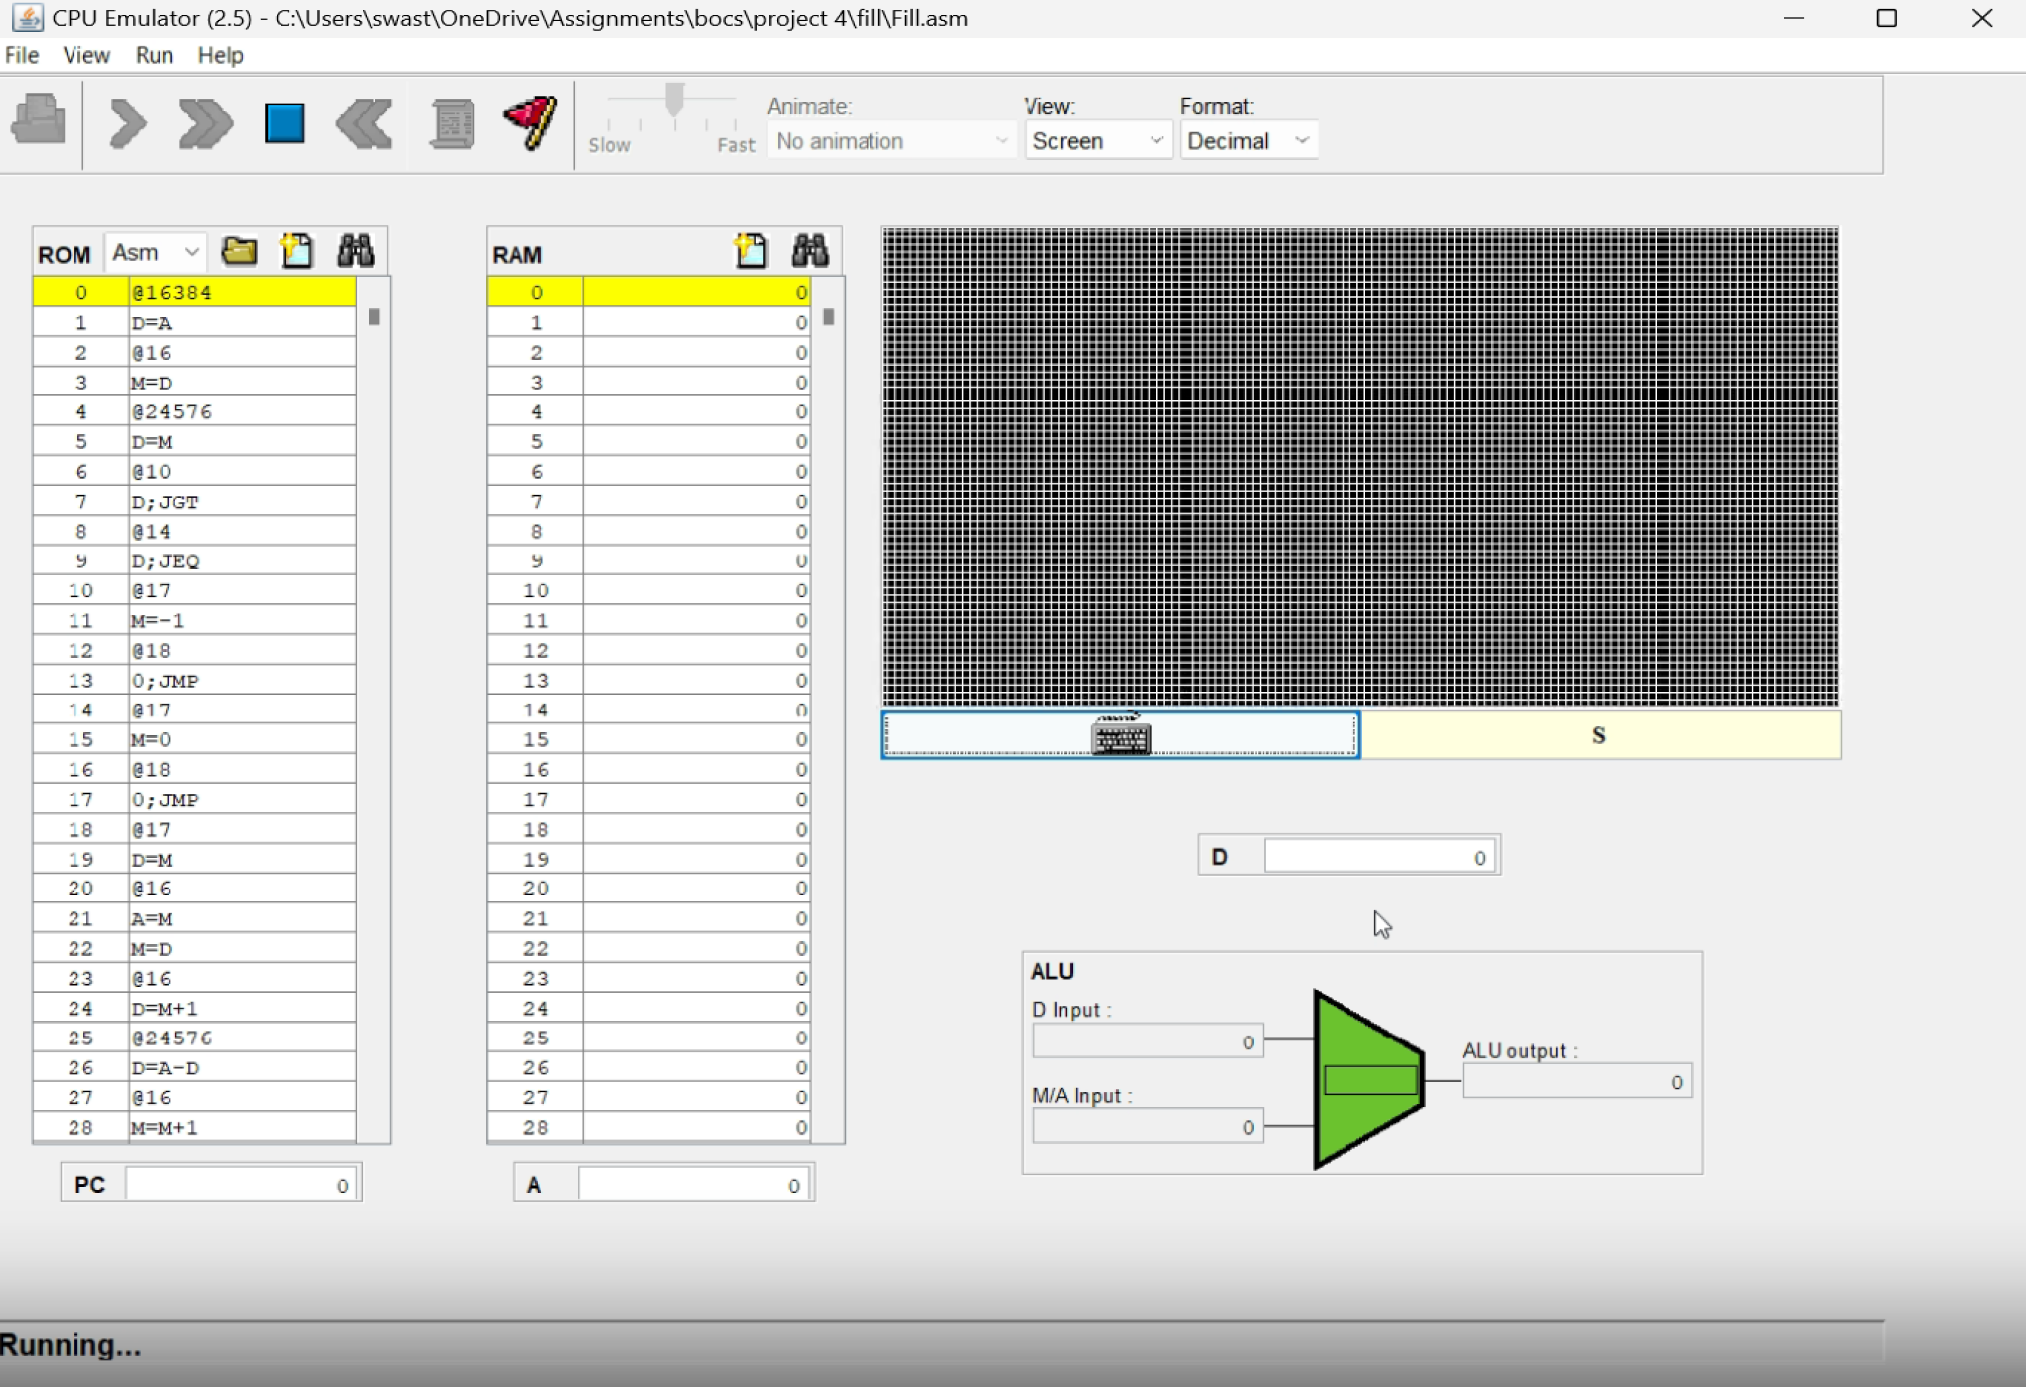 CPU Emulator (2.5) - C:\Users\swast\OneDrive\Assignments\bocs\project 4\fill\Fill.asm
File View Run Help
Animate: View: Format:
Slow Fast No animation Screen Decimal
ROM Asm RAM
0 @16384 0 0
1 D=A 1 0
2 @16 2 0
3 M=D 3 0
4 @24576 4 0
5 D=M 5 0
6 @10 6 0
7 D;JGT 7 0
8 @14 8 0
9 D;JEQ 9 0
10 @17 10 0
11 M=-1 11 0
12 @18 12 0
13 0;JMP 13 0
14 @17 14 0
15 M=0 15 0
16 @18 16 0
17 0;JMP 17 0
18 @17 18 0
19 D=M 19 0
20 @16 20 0
21 A=M 21 0
22 M=D 22 0
23 @16 23 0
24 D=M+1 24 0
25 @24576 25 0
26 D=A-D 26 0
27 @16 27 0
28 M=M+1 28 0
PC 0 A 0
S
D 0
ALU
D Input : 0
M/A Input : 0
ALU output : 0
Running...